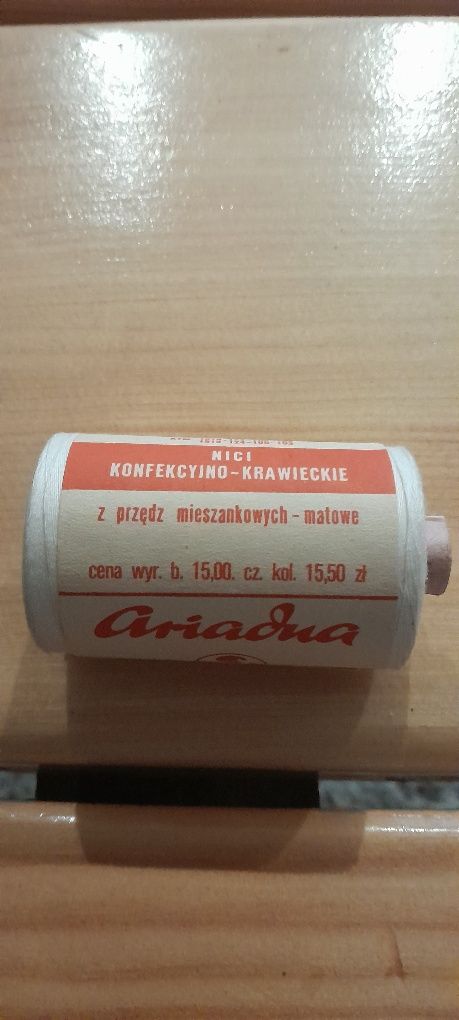 NICI
KONFEKCYJNO-KRAWIECKIE
z przędz mieszankowych - matowe
cena wyr. b. 15,00. cz. kol. 15,50 zł
ariadna